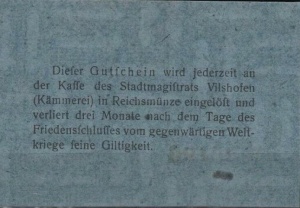 Dieser Gutschein wird jederzeit an
der Kasse des Stadtmagistrats Vilshofen
(Kämmerei) in Reichsmünze eingelöst und
verliert drei Monate nach dem Tage des
Friedensschlusses vom gegenwärtigen Welt-
kriege seine Giltigkeit.